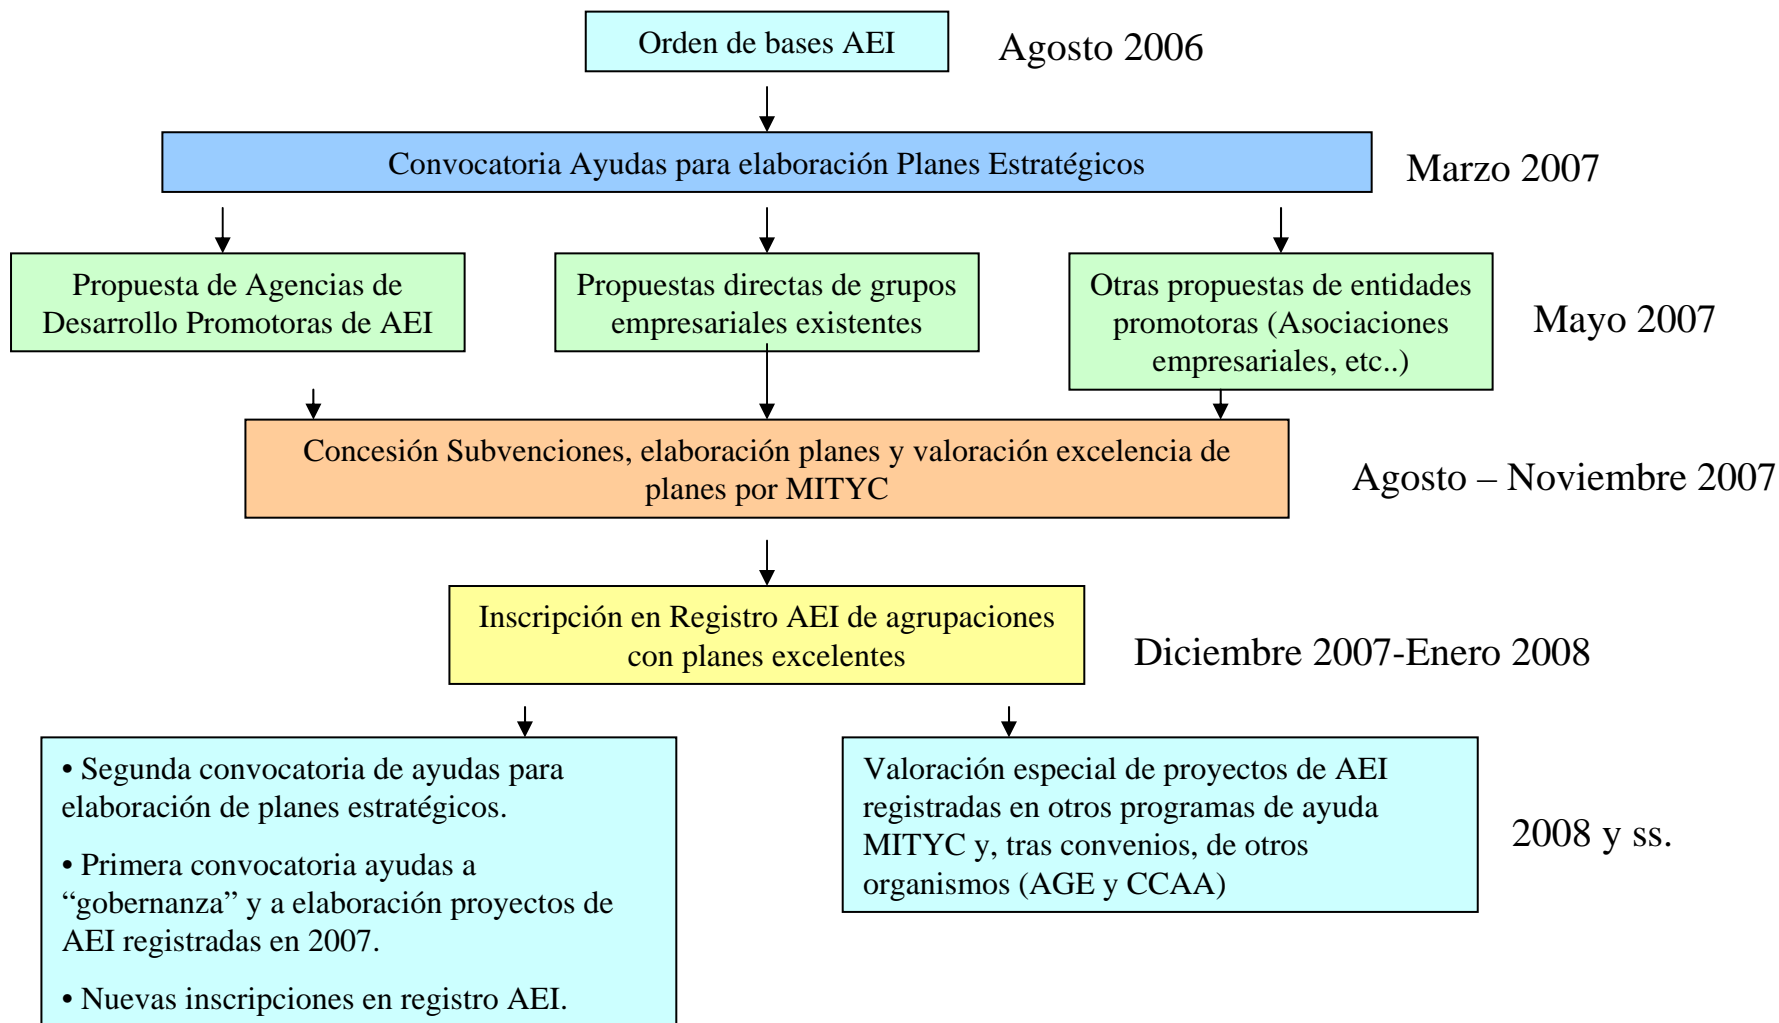 Orden de bases AEI
Agosto 2006
Convocatoria Ayudas para elaboración Planes Estratégicos
Marzo 2007
Propuesta de Agencias de
Desarrollo Promotoras de AEI
Propuestas directas de grupos
empresariales existentes
Otras propuestas de entidades
promotoras (Asociaciones
empresariales, etc..)
Mayo 2007
Concesión Subvenciones, elaboración planes y valoración excelencia de
planes por MITYC
Agosto – Noviembre 2007
Inscripción en Registro AEI de agrupaciones
con planes excelentes
Diciembre 2007-Enero 2008
• Segunda convocatoria de ayudas para
elaboración de planes estratégicos.
• Primera convocatoria ayudas a
“gobernanza” y a elaboración proyectos de
AEI registradas en 2007.
• Nuevas inscripciones en registro AEI.
Valoración especial de proyectos de AEI
registradas en otros programas de ayuda
MITYC y, tras convenios, de otros
organismos (AGE y CCAA)
2008 y ss.